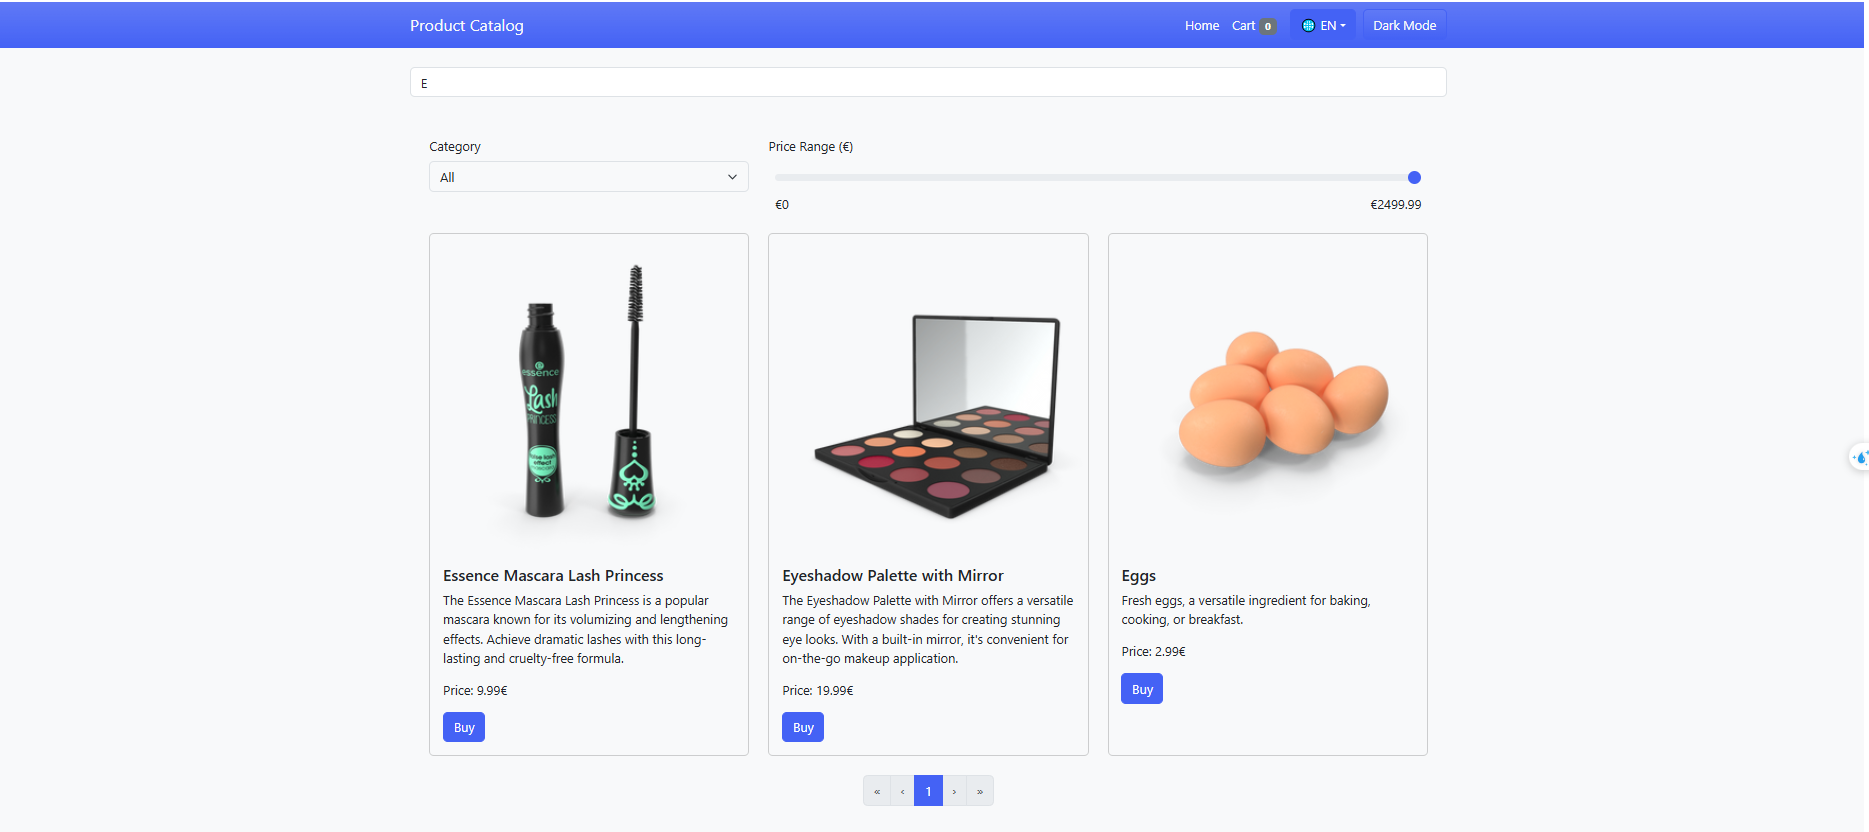 Product Catalog
Home Cart 0 EN Dark Mode
E
Category
Price Range (€)
All
€0 €2499.99
essence
Lash
PRINCESS
false lash
effect
Essence Mascara Lash Princess
The Essence Mascara Lash Princess is a popular
mascara known for its volumizing and lengthening
effects. Achieve dramatic lashes with this long-
lasting and cruelty-free formula.
Price: 9.99€
Buy
Eyeshadow Palette with Mirror
The Eyeshadow Palette with Mirror offers a versatile
range of eyeshadow shades for creating stunning
eye looks. With a built-in mirror, it's convenient for
on-the-go makeup application.
Price: 19.99€
Buy
Eggs
Fresh eggs, a versatile ingredient for baking,
cooking, or breakfast.
Price: 2.99€
Buy
« ‹ 1 › »